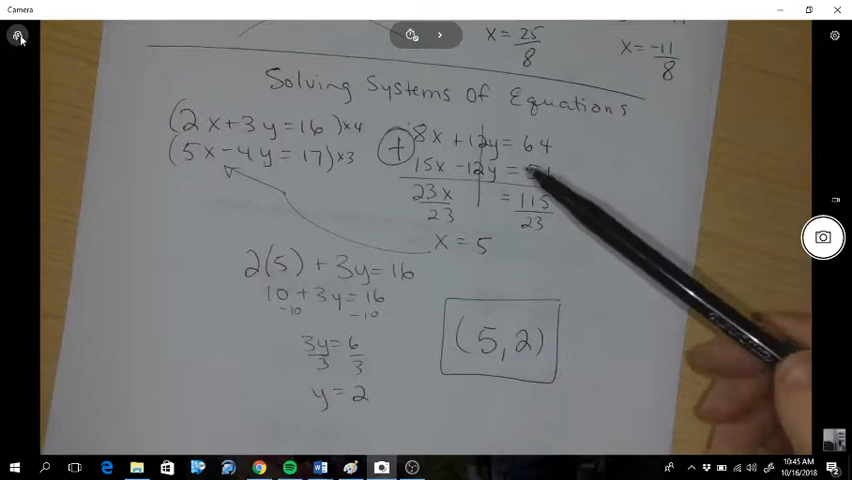 Camera
x = 25/8
x = -11/8
Solving Systems Of Equations
(2x+3y=16)x4
(5x-4y=17)x3
+ 8x + 12y = 64
15x - 12y =
23x/23 = 115/23
x = 5
2(5) + 3y = 16
10 + 3y = 16
-10 -10
3y/3 = 6/3
y = 2
(5,2)
10:45 AM
10/16/2018